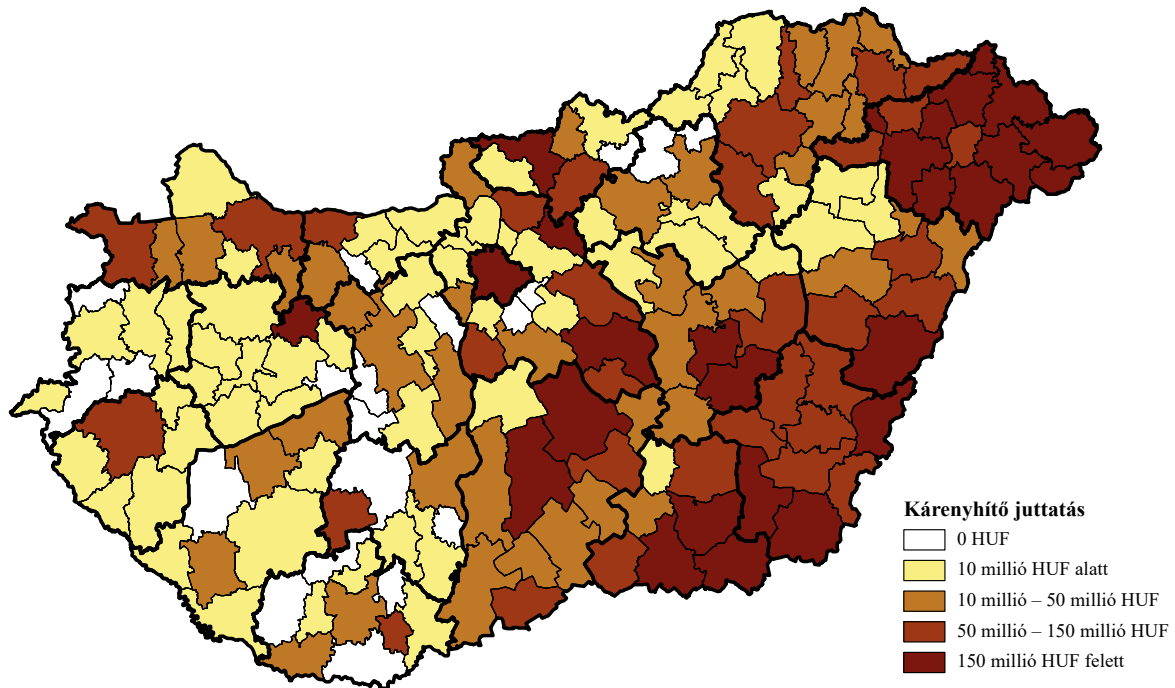 Kárenyhítő juttatás
0 HUF
10 millió HUF alatt
10 millió – 50 millió HUF
50 millió – 150 millió HUF
150 millió HUF felett